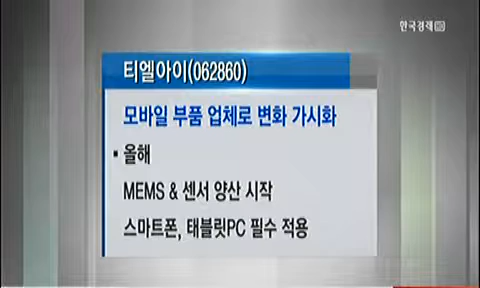 한국경제HD
티엘아이(062860)
모바일 부품 업체로 변화 가시화
▪ 올해
MEMS & 센서 양산 시작
스마트폰, 태블릿PC 필수 적용